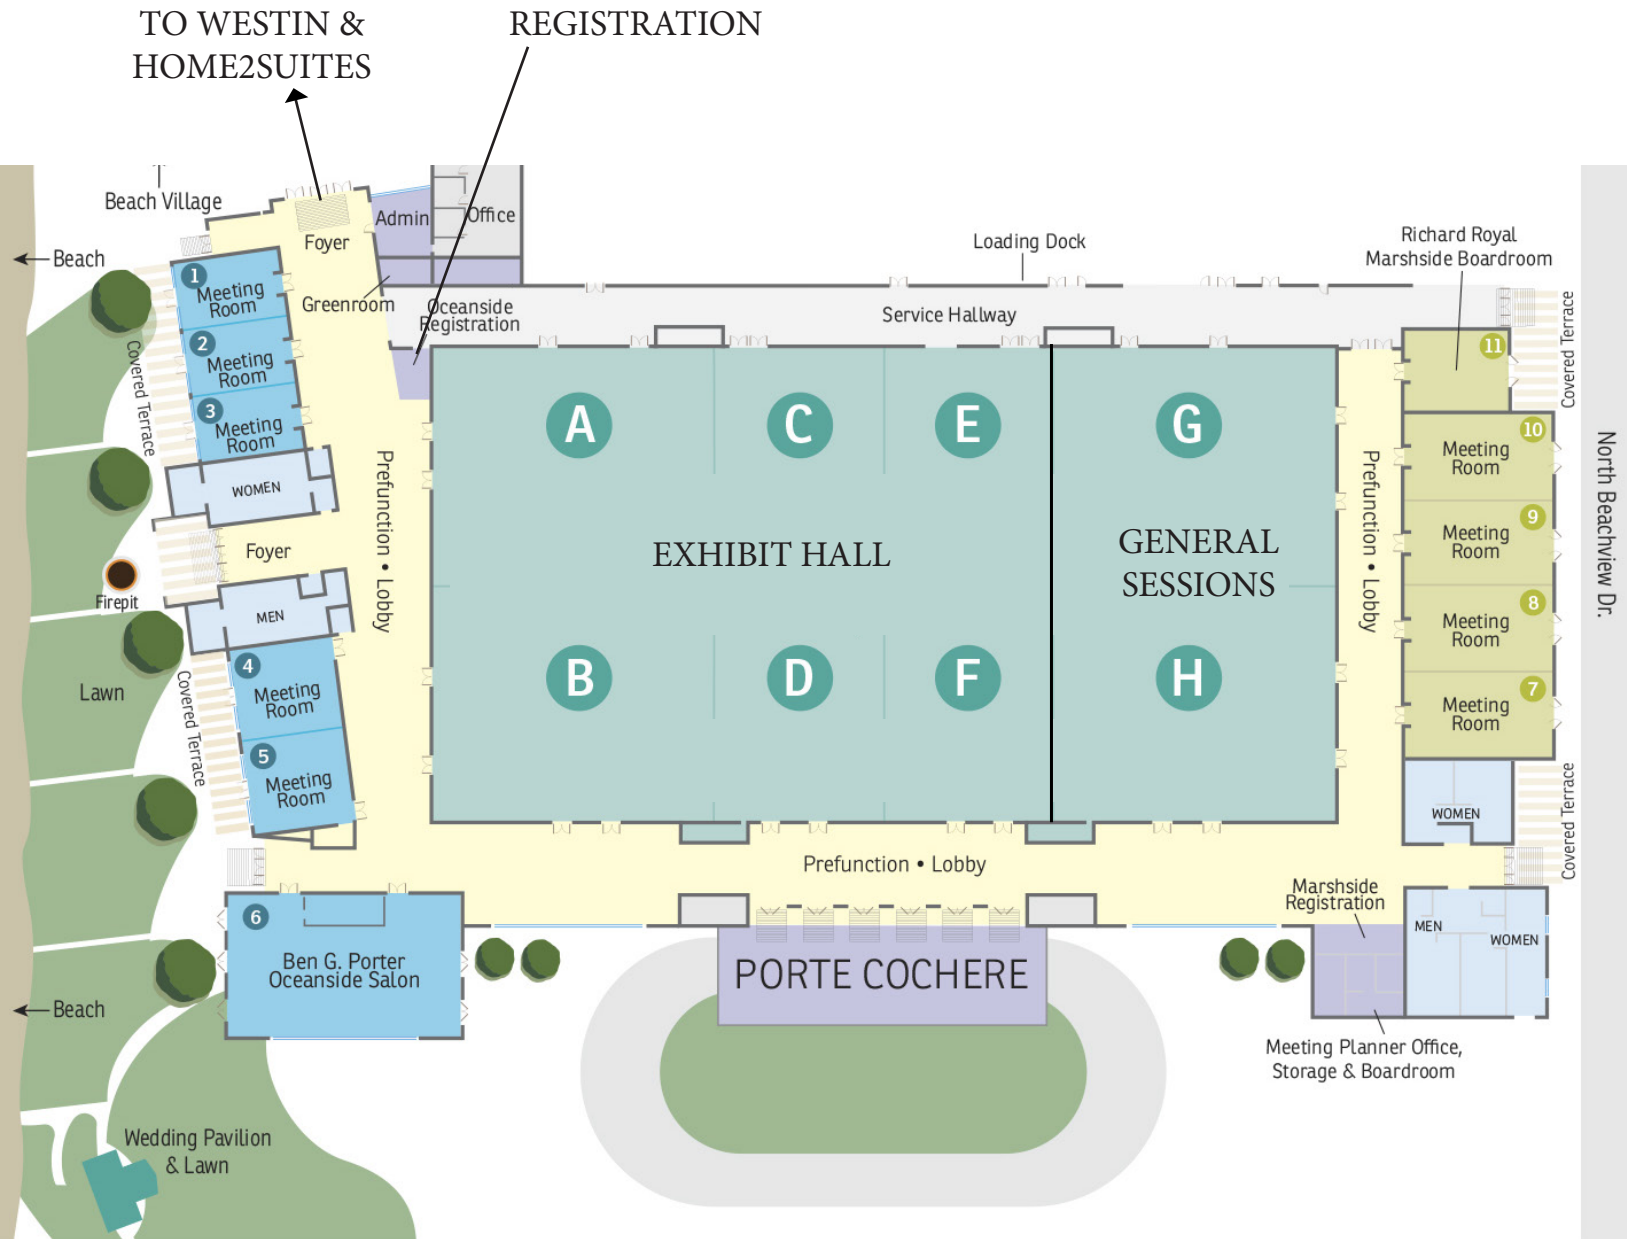 TO WESTIN &
HOME2SUITES
REGISTRATION
Beach Village
Admin
Office
Foyer
Beach
Greenroom
Oceanside
Registration
Loading Dock
Service Hallway
Richard Royal
Marshside Boardroom
Covered Terrace
1
Meeting
Room
2
Meeting
Room
3
Meeting
Room
Covered Terrace
WOMEN
Foyer
Firepit
MEN
Prefunction • Lobby
A
C
E
G
EXHIBIT HALL
GENERAL
SESSIONS
B
D
F
H
Prefunction • Lobby
11
10
Meeting
Room
9
Meeting
Room
8
Meeting
Room
7
Meeting
Room
North Beachview Dr.
Lawn
Covered Terrace
4
Meeting
Room
5
Meeting
Room
WOMEN
Covered Terrace
Prefunction • Lobby
Marshside
Registration
MEN
WOMEN
6
Ben G. Porter
Oceanside Salon
PORTE COCHERE
Beach
Meeting Planner Office,
Storage & Boardroom
Wedding Pavilion
& Lawn